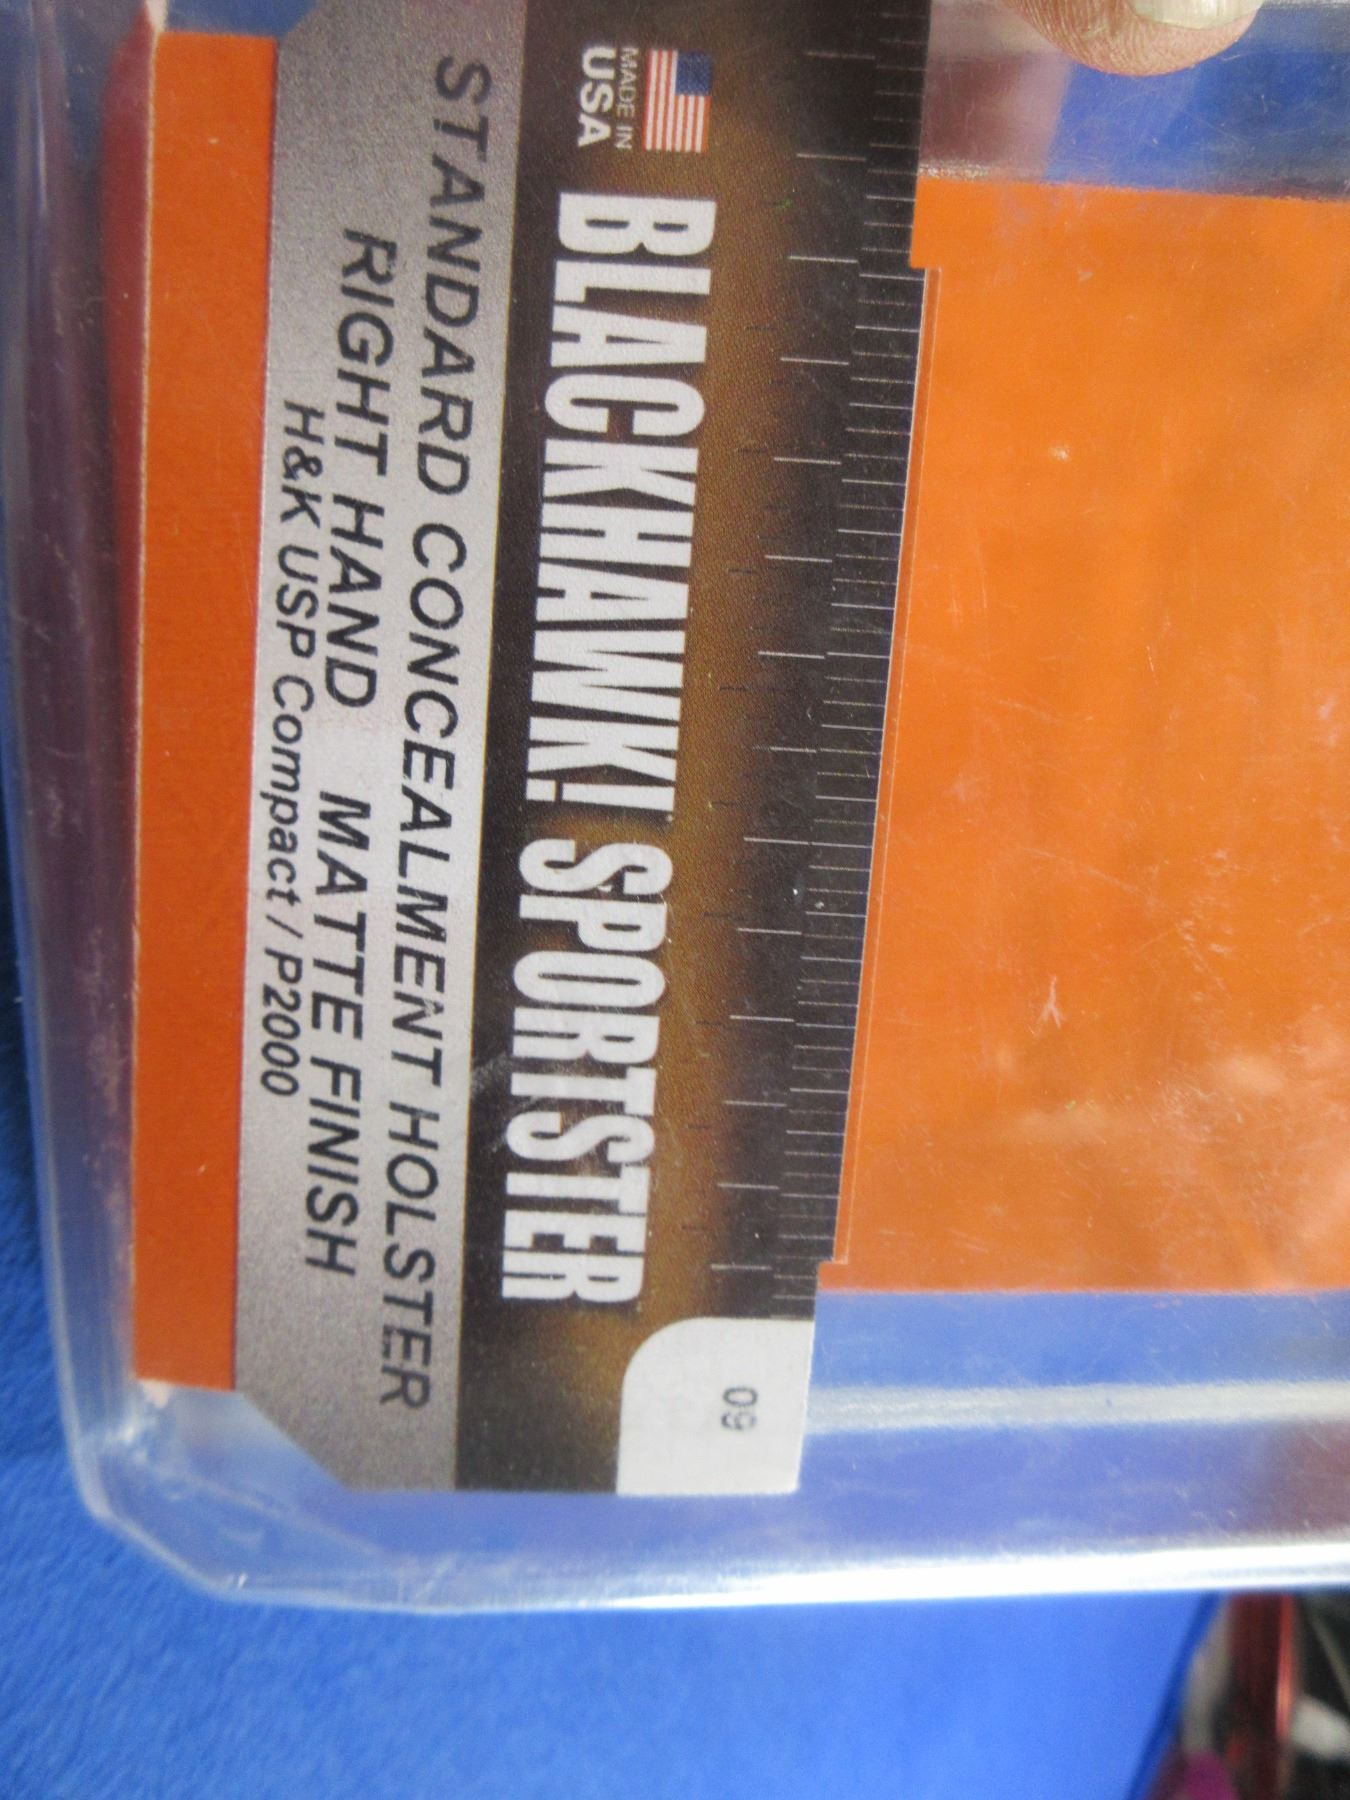 MADE IN
USA
BLACKHAWK! SPORTSTER
09
STANDARD CONCEALMENT HOLSTER
RIGHT HAND MATTE FINISH
H&K USP Compact / P2000